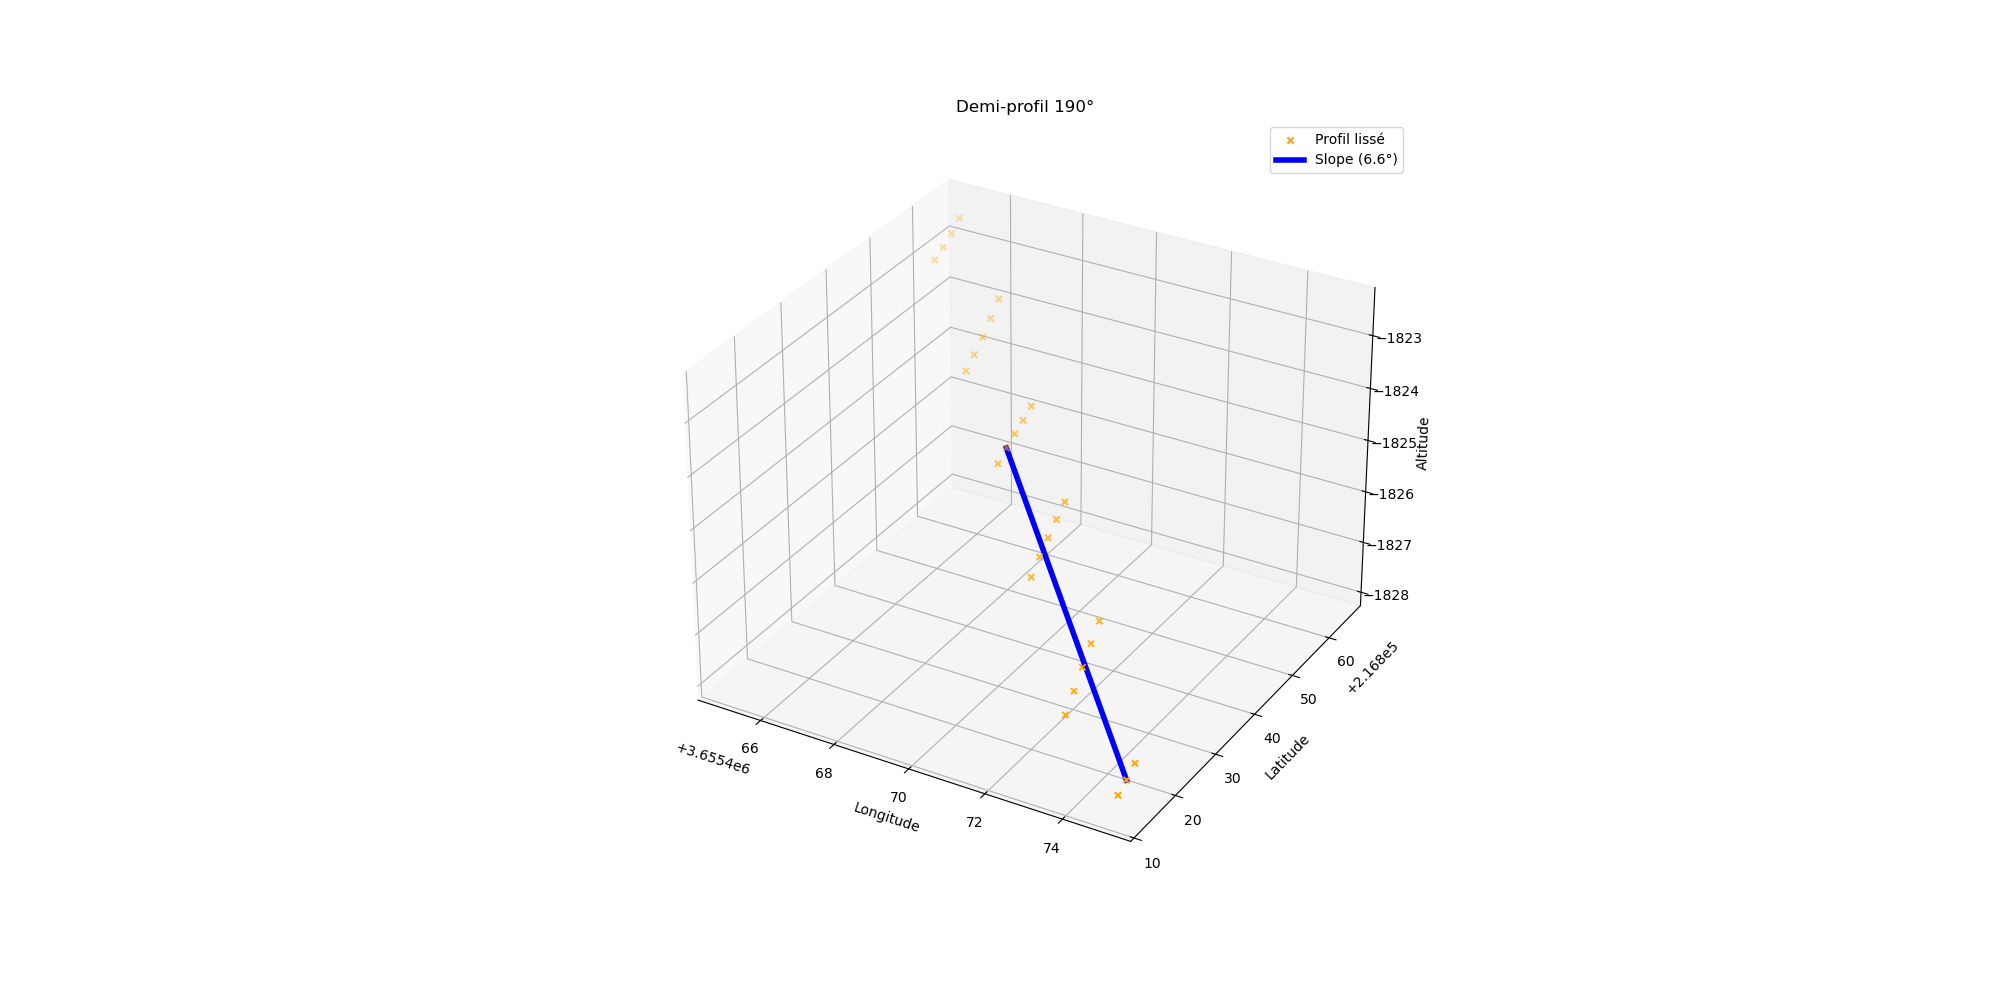 Demi-profil 190°
Profil lissé
Slope (6.6°)
−1823
−1824
−1825
−1826
−1827
−1828
Altitude
+3.6554e6
66
68
70
72
74
Longitude
10
20
30
40
50
60
Latitude
+2.168e5